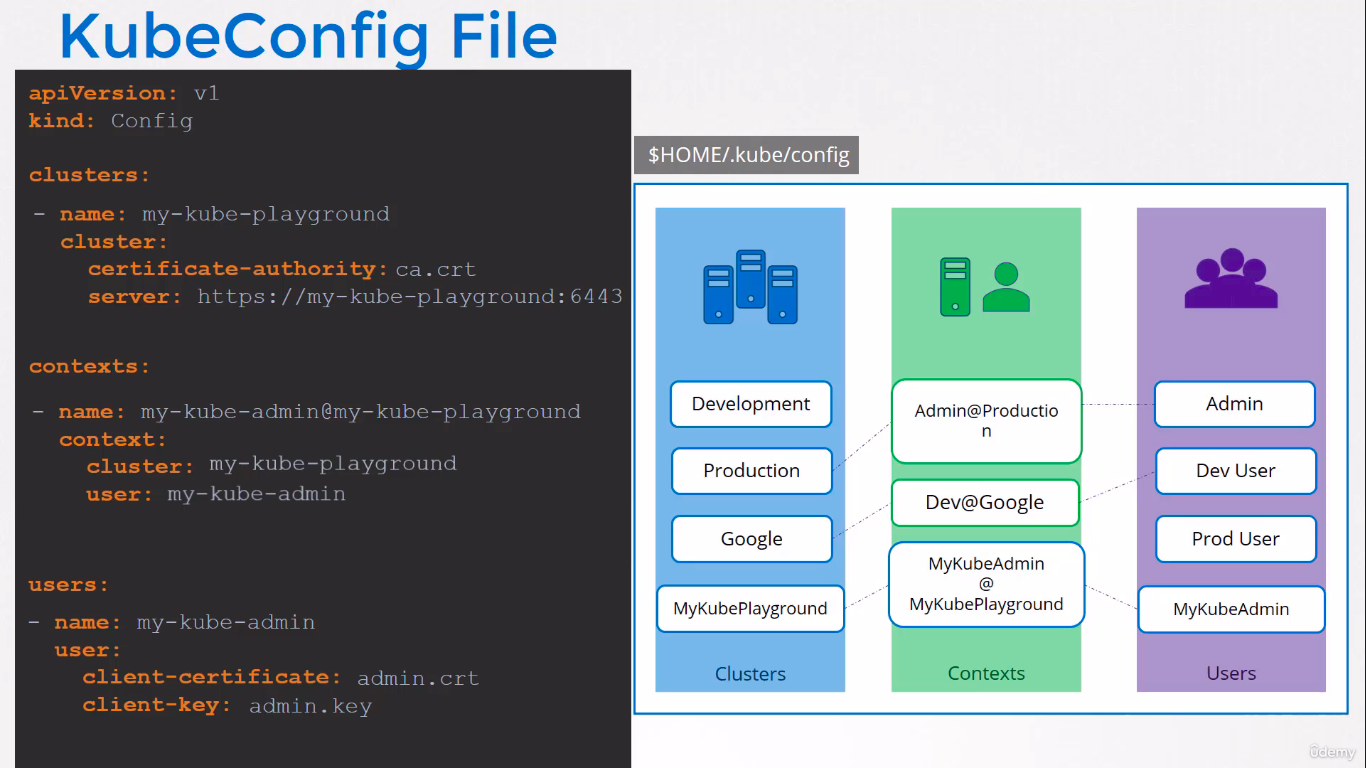 KubeConfig File
apiVersion: v1
kind: Config
clusters:
- name: my-kube-playground
cluster:
certificate-authority: ca.crt
server: https://my-kube-playground:6443
contexts:
- name: my-kube-admin@my-kube-playground
context:
cluster: my-kube-playground
user: my-kube-admin
users:
- name: my-kube-admin
user:
client-certificate: admin.crt
client-key: admin.key
$HOME/.kube/config
Development
Production
Google
MyKubePlayground
Clusters
Admin@Productio
n
Dev@Google
MyKubeAdmin
@
MyKubePlayground
Contexts
Admin
Dev User
Prod User
MyKubeAdmin
Users
ûdemy